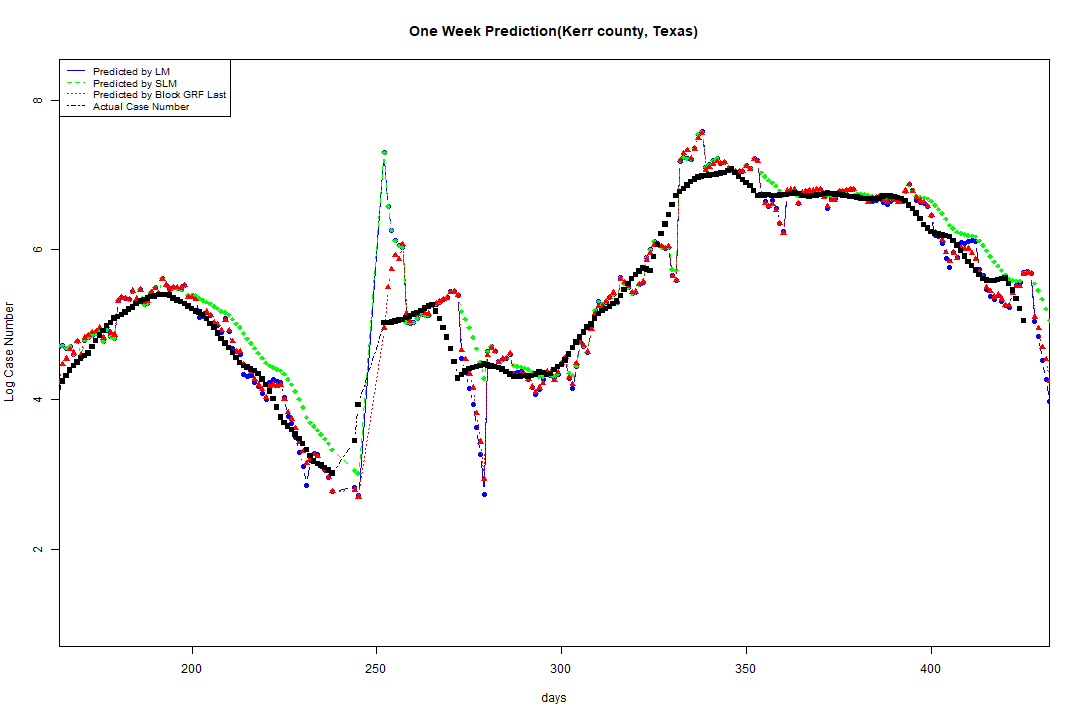 One Week Prediction(Kerr county, Texas)
Predicted by LM
Predicted by SLM
Predicted by Block GRF Last
Actual Case Number
8
6
4
2
Log Case Number
200 250 300 350 400
days